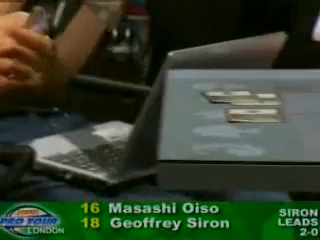 PRO TOUR
LONDON
16 Masashi Oiso
18 Geoffrey Siron
SIRON
LEADS
2-0